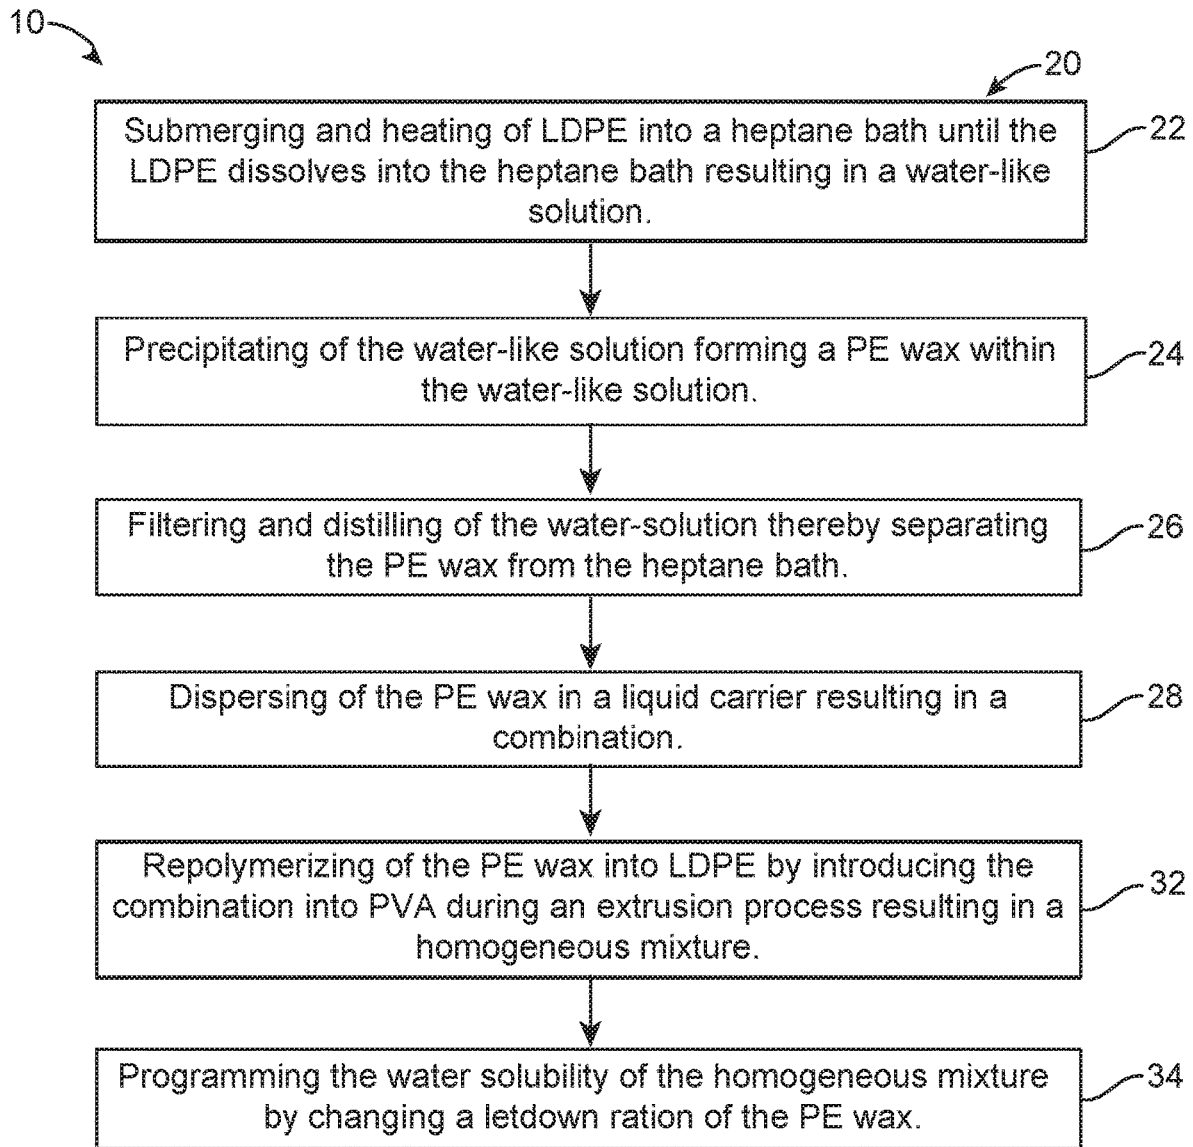 10
20
Submerging and heating of LDPE into a heptane bath until the
LDPE dissolves into the heptane bath resulting in a water-like
solution.
22
Precipitating of the water-like solution forming a PE wax within
the water-like solution.
24
Filtering and distilling of the water-solution thereby separating
the PE wax from the heptane bath.
26
Dispersing of the PE wax in a liquid carrier resulting in a
combination.
28
Repolymerizing of the PE wax into LDPE by introducing the
combination into PVA during an extrusion process resulting in a
homogeneous mixture.
32
Programming the water solubility of the homogeneous mixture
by changing a letdown ration of the PE wax.
34